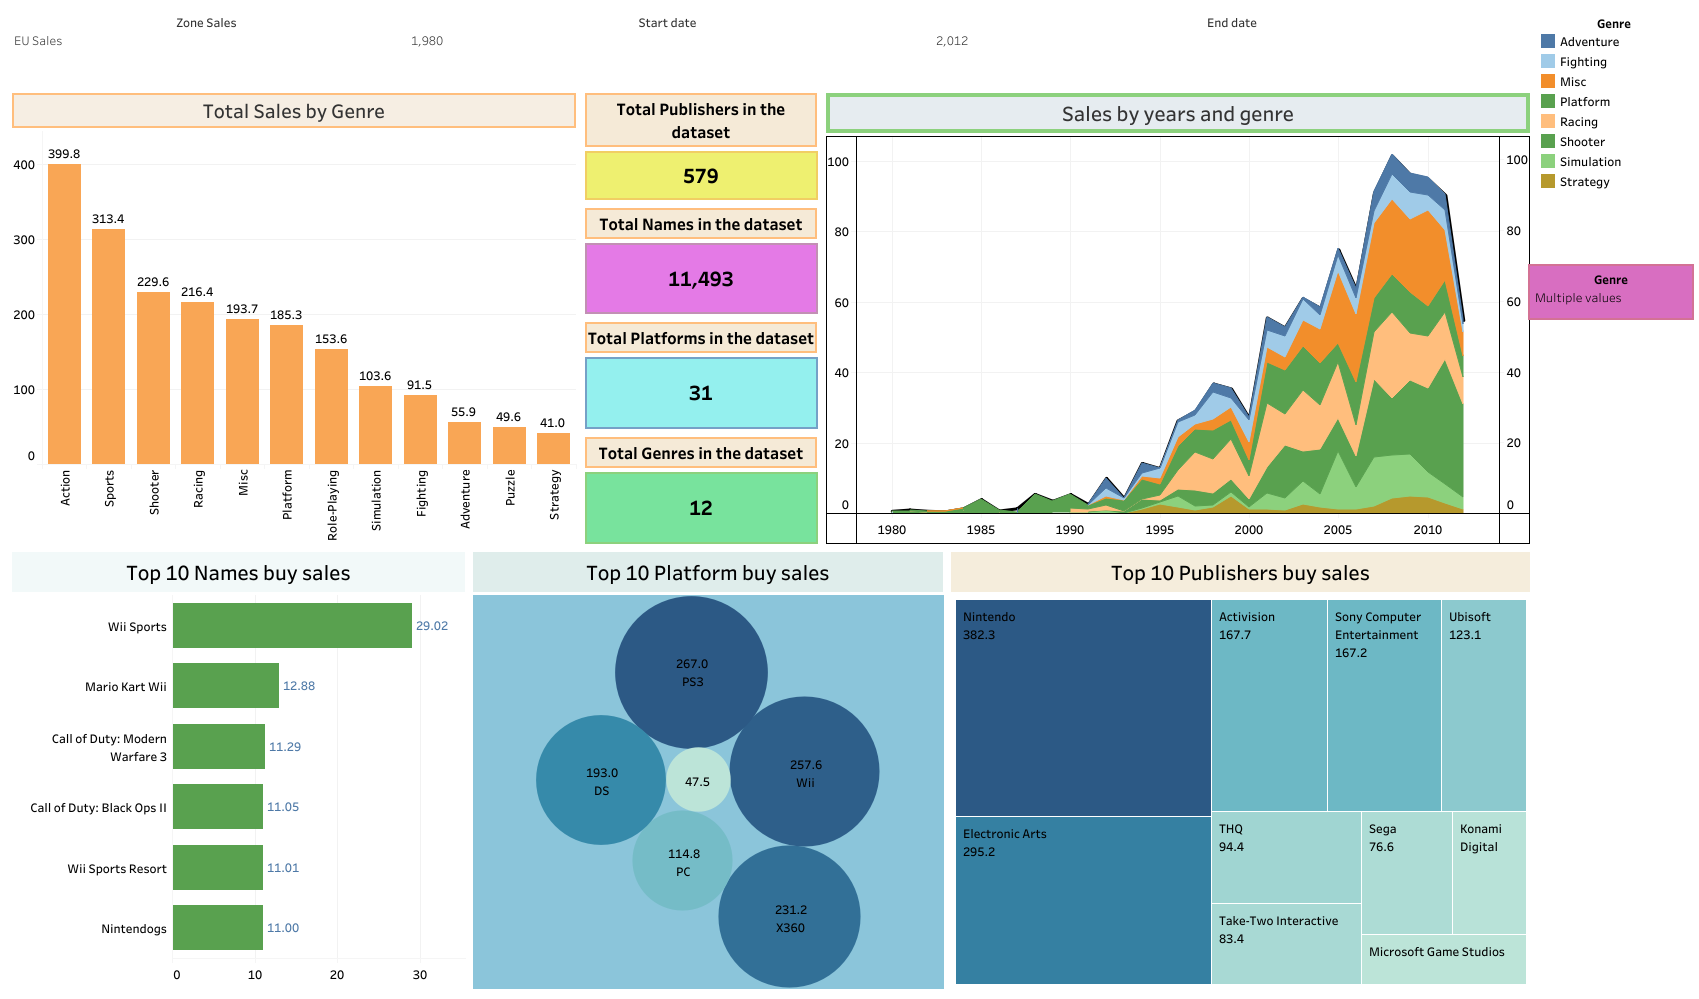 Zone Sales
Start date
End date
EU Sales
1,980
2,012
Genre
Adventure
Fighting
Misc
Platform
Racing
Shooter
Simulation
Strategy
Genre
Multiple values
Total Sales by Genre
400
300
200
100
0
399.8
313.4
229.6
216.4
193.7
185.3
153.6
103.6
91.5
55.9
49.6
41.0
Action
Sports
Shooter
Racing
Misc
Platform
Role-Playing
Simulation
Fighting
Adventure
Puzzle
Strategy
Total Publishers in the
dataset
579
Total Names in the dataset
11,493
Total Platforms in the dataset
31
Total Genres in the dataset
12
Sales by years and genre
100
80
60
40
20
0
100
80
60
40
20
0
1980
1985
1990
1995
2000
2005
2010
Top 10 Names buy sales
Wii Sports
29.02
Mario Kart Wii
12.88
Call of Duty: Modern
Warfare 3
11.29
Call of Duty: Black Ops II
11.05
Wii Sports Resort
11.01
Nintendogs
11.00
0
10
20
30
Top 10 Platform buy sales
267.0
PS3
257.6
Wii
193.0
DS
47.5
114.8
PC
231.2
X360
Top 10 Publishers buy sales
Nintendo
382.3
Electronic Arts
295.2
Activision
167.7
Sony Computer
Entertainment
167.2
Ubisoft
123.1
THQ
94.4
Take-Two Interactive
83.4
Sega
76.6
Konami
Digital
Microsoft Game Studios